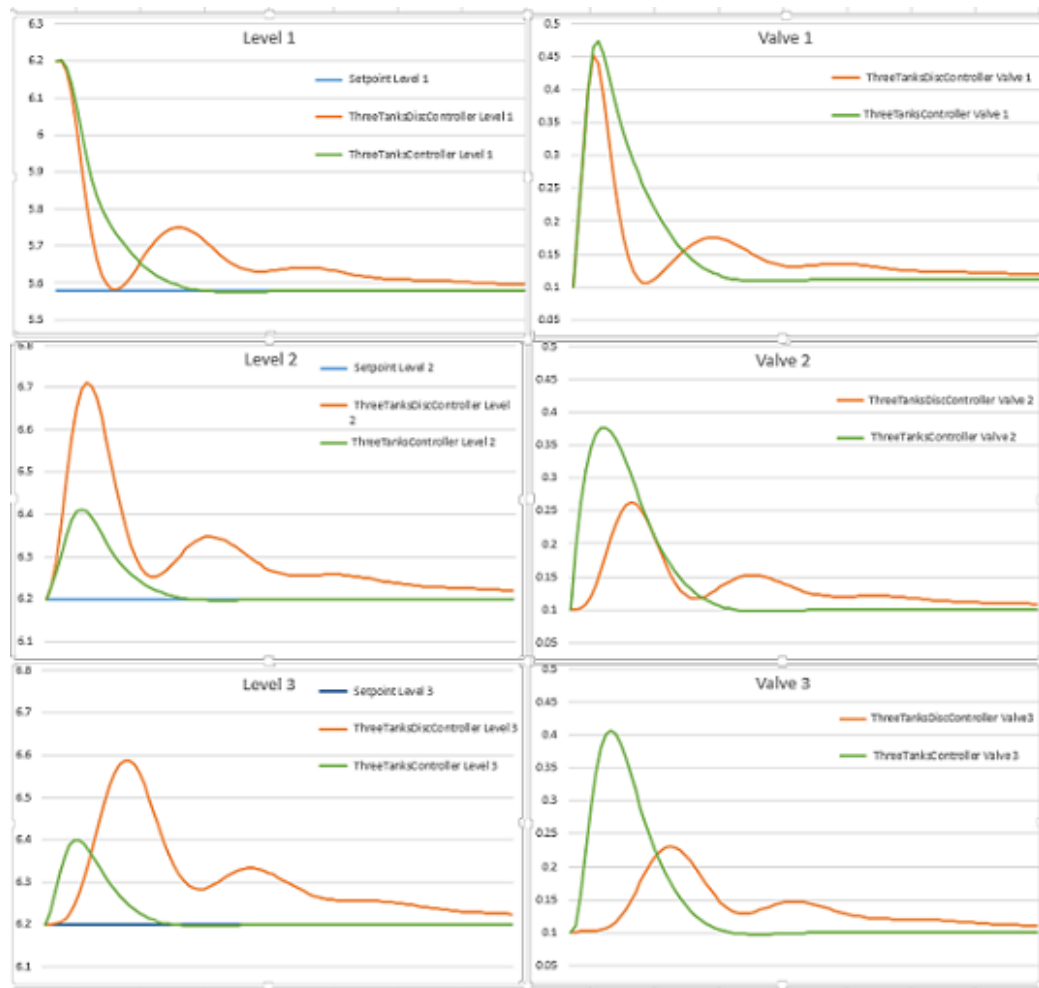 Level 1
6.3
6.2
6.1
6
5.9
5.8
5.7
5.6
5.5
Setpoint Level 1
ThreeTanksDiscController Level 1
ThreeTanksController Level 1
Valve 1
0.5
0.45
0.4
0.35
0.3
0.25
0.2
0.15
0.1
0.05
ThreeTanksDiscController Valve 1
ThreeTanksController Valve 1
Level 2
6.8
6.7
6.6
6.5
6.4
6.3
6.2
6.1
Setpoint Level 2
ThreeTanksDiscController Level
2
ThreeTanksController Level 2
Valve 2
0.5
0.45
0.4
0.35
0.3
0.25
0.2
0.15
0.1
0.05
ThreeTanksDiscController Valve 2
ThreeTanksController Valve 2
Level 3
6.8
6.7
6.6
6.5
6.4
6.3
6.2
6.1
Setpoint Level 3
ThreeTanksDiscController Level 3
ThreeTanksController Level 3
Valve 3
0.5
0.45
0.4
0.35
0.3
0.25
0.2
0.15
0.1
0.05
ThreeTanksDiscController Valve3
ThreeTanksController Valve 3